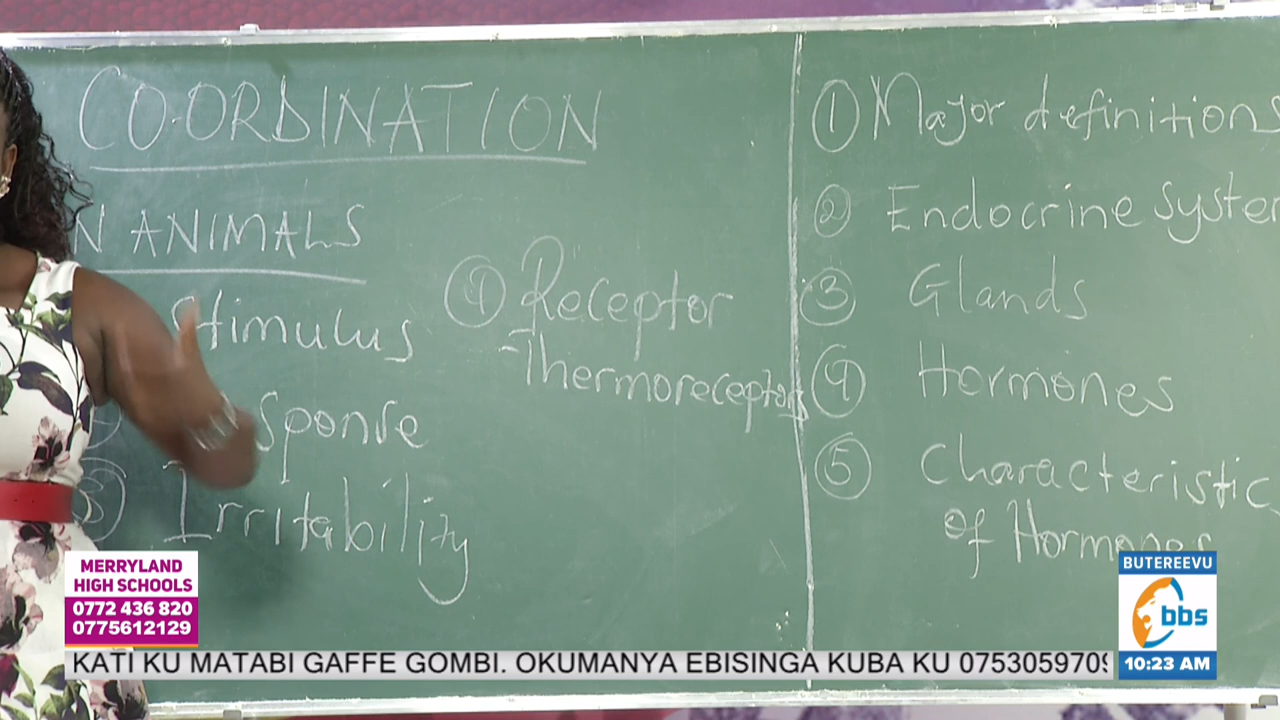 CO-ORDINATION
N ANIMALS
Stimulus
sponse
③ Irritability
④ Receptor
- Thermoreceptors
① Major definitions
② Endocrine System
③ Glands
④ Hormones
⑤ Characteristics
of Hormones
MERRYLAND
HIGH SCHOOLS
0772 436 820
0775612129
KATI KU MATABI GAFFE GOMBI. OKUMANYA EBISINGA KUBA KU 0753059709
BUTEREEVU
bbs
10:23 AM